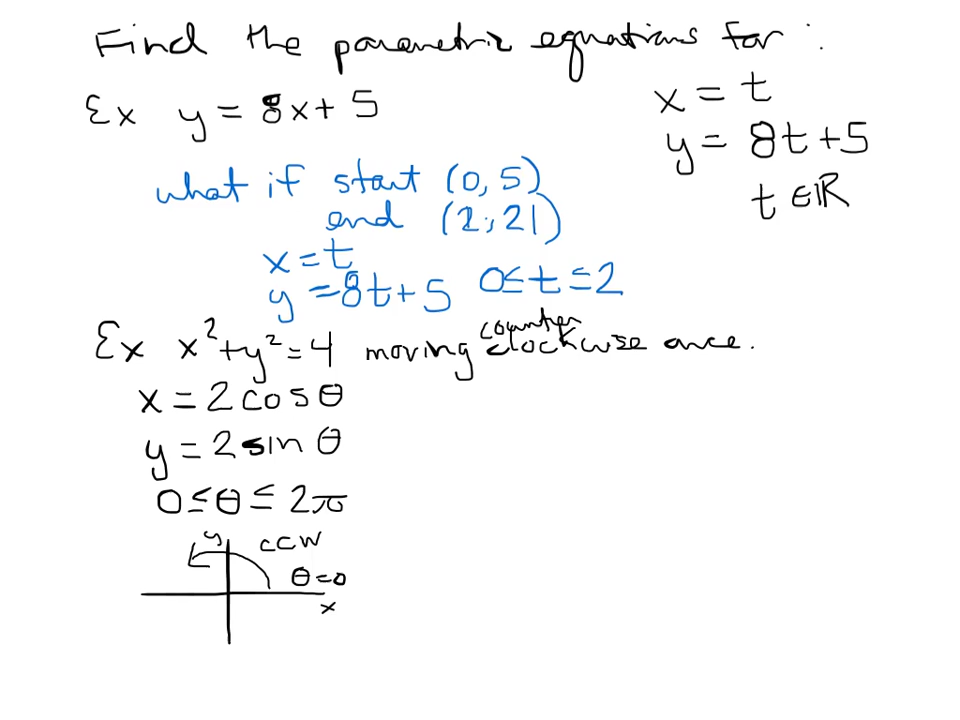 Find the parametric equations for :
Ex y = 8x + 5
x = t
y = 8t + 5
t ∈ ℝ
what if start (0, 5)
end (2, 21)
x = t
y = 8t + 5 0 ≤ t ≤ 2
Ex x² + y² = 4 moving counter clockwise once.
x = 2 cos θ
y = 2 sin θ
0 ≤ θ ≤ 2π
y CCW
θ = 0
x